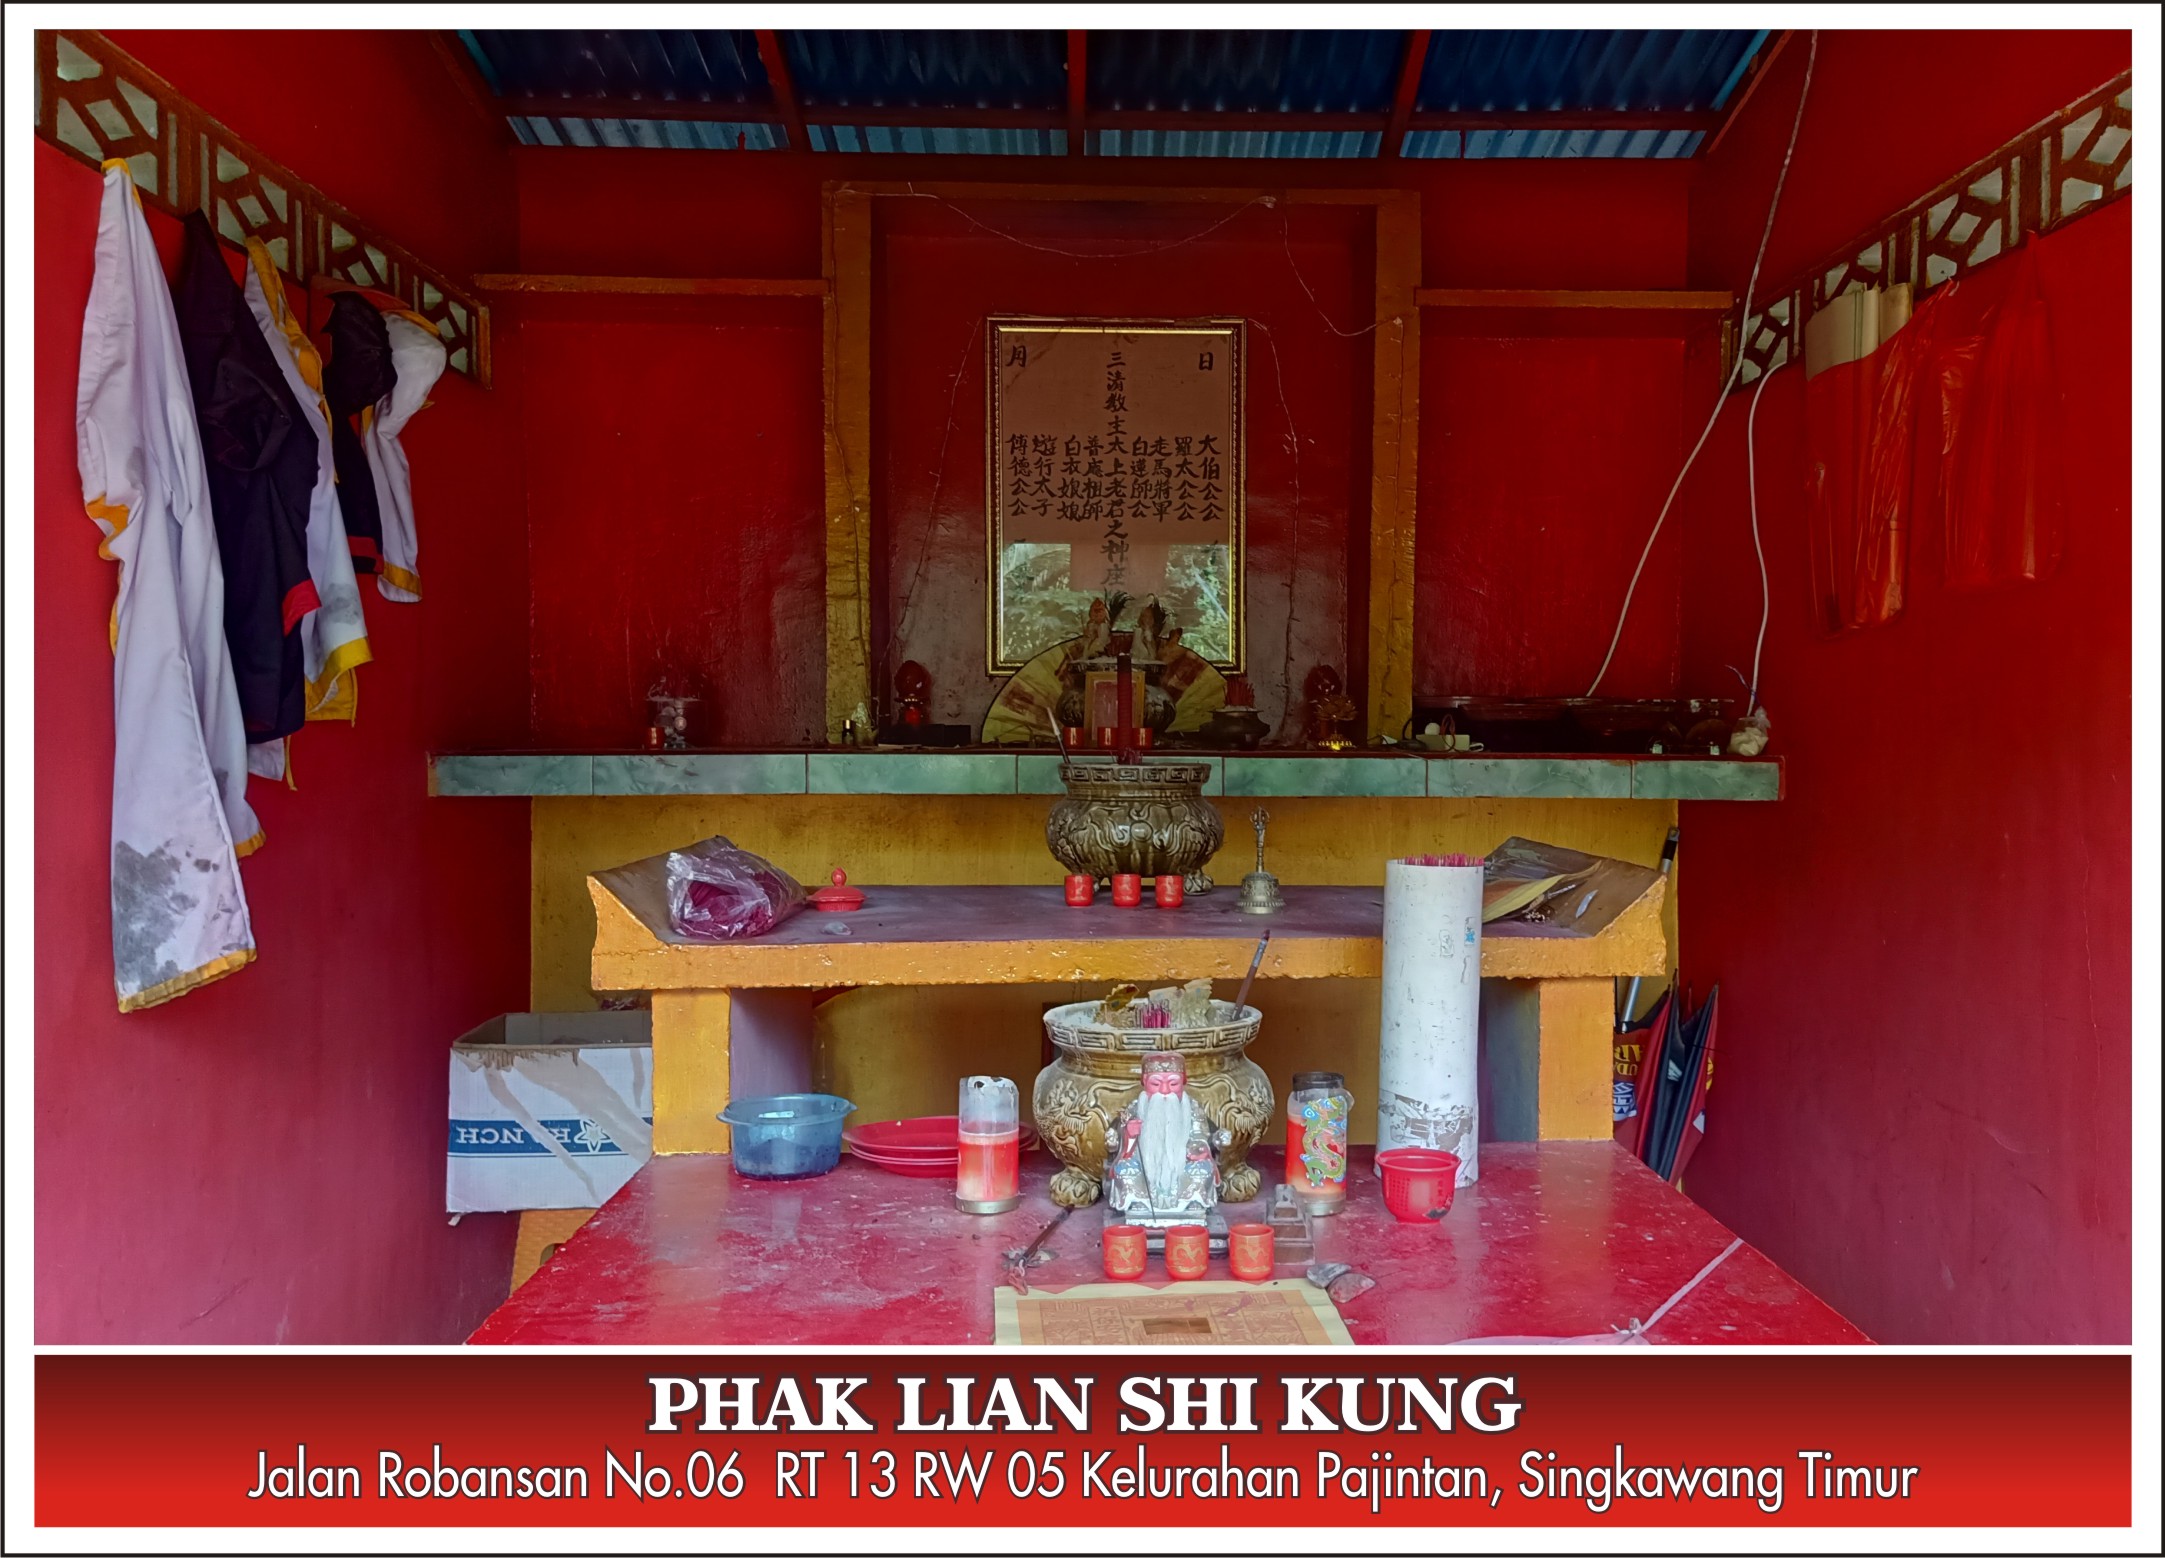 日
大伯公公
羅太公公
走馬將軍
白蓮師公
三清教主太上老君之神
普庵祖師
白衣娘娘
遊行太子
傅德公公
月
PHAK LIAN SHI KUNG
Jalan Robansan No.06 RT 13 RW 05 Kelurahan Pajintan, Singkawang Timur